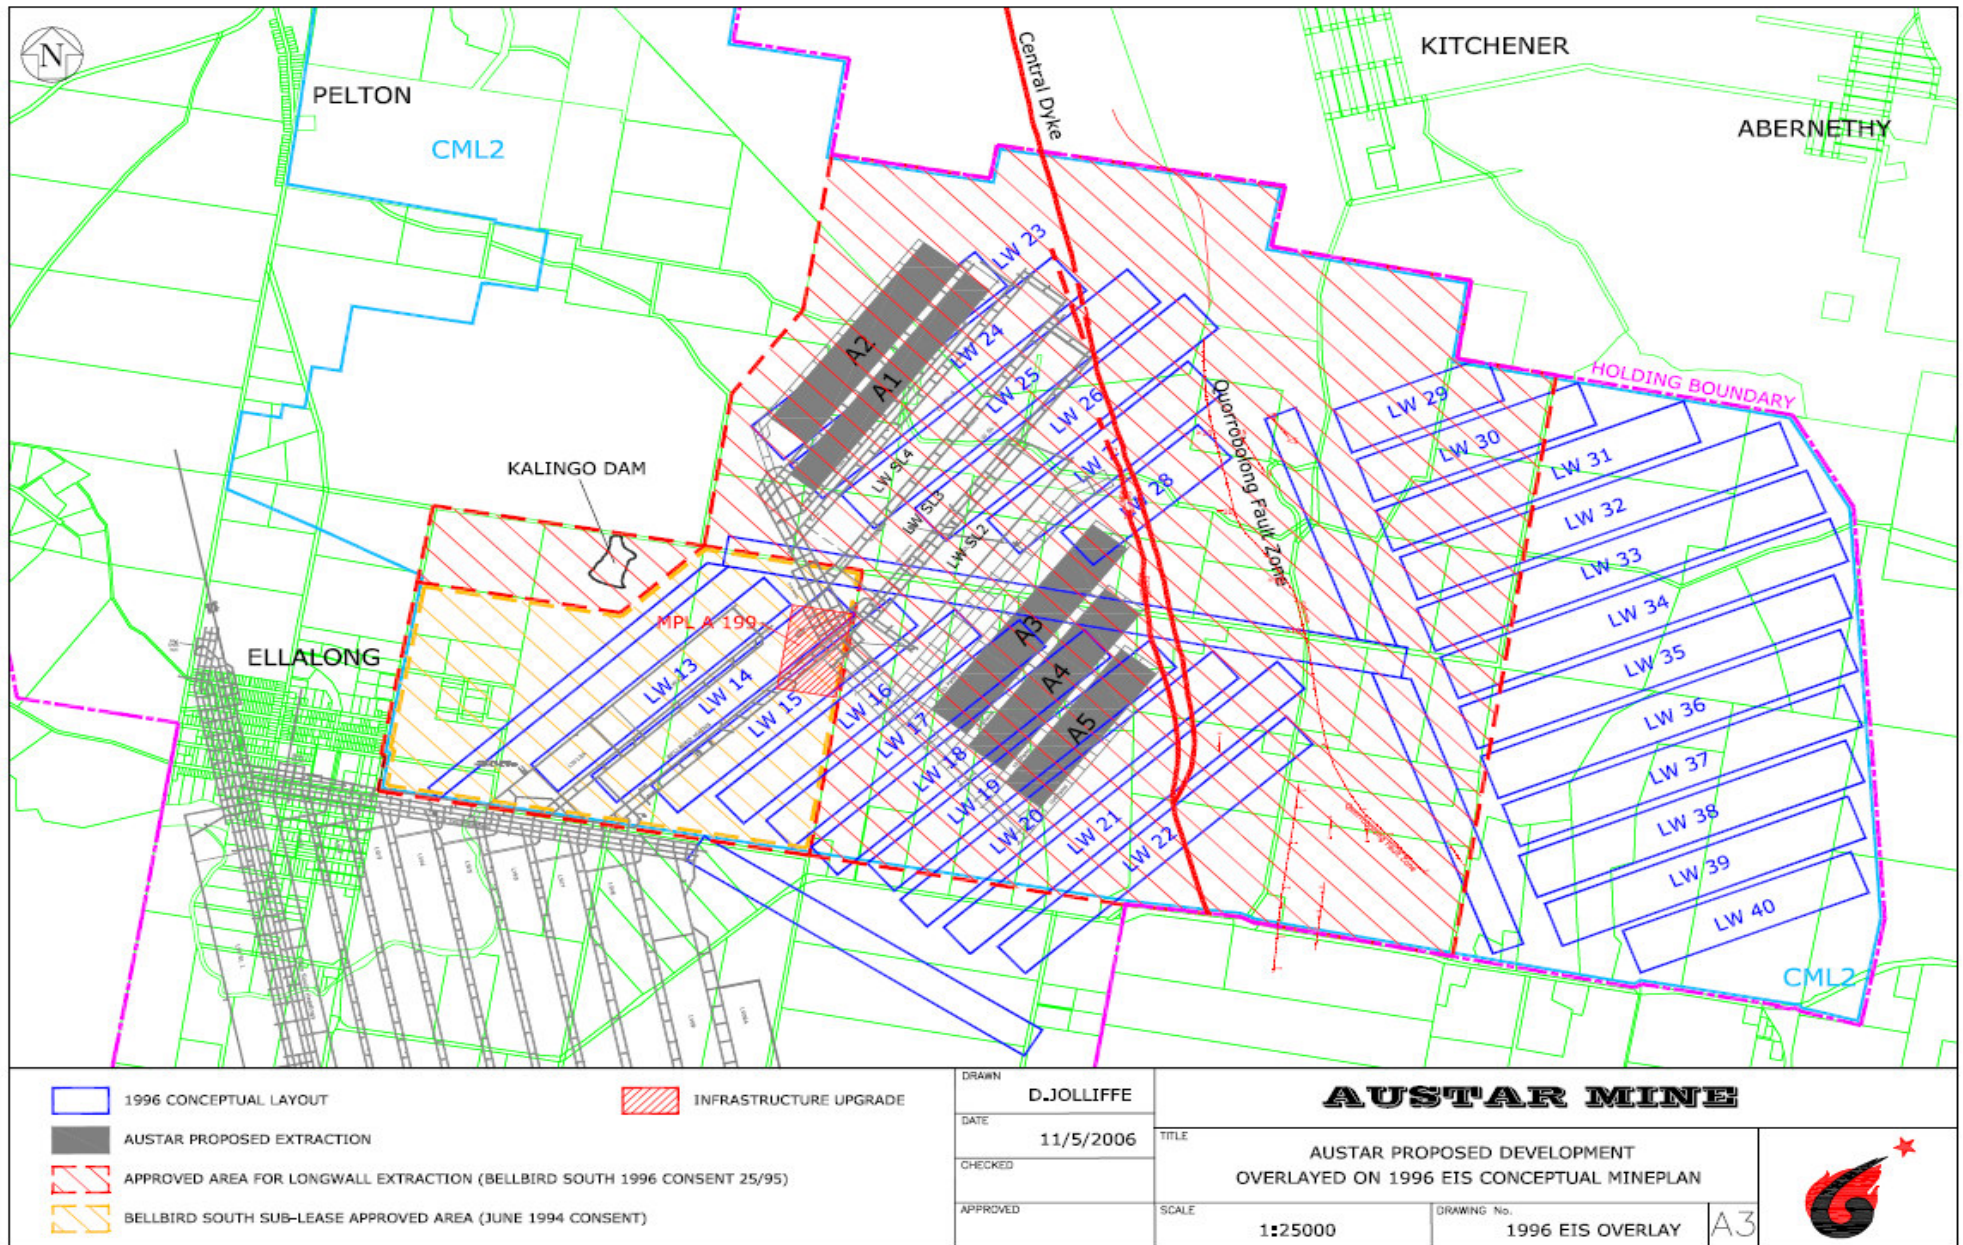 N
PELTON
CML2
Central Dyke
KITCHENER
ABERNETHY
HOLDING BOUNDARY
LW 23
LW 24
LW 25
LW 26
LW 28
A2
A1
LW SL4
LW SL3
LW SL2
Quorrobolong Fault Zone
KALINGO DAM
LW 29
LW 30
LW 31
LW 32
LW 33
LW 34
LW 35
LW 36
LW 37
LW 38
LW 39
LW 40
MPL A 199
ELLALONG
LW 13
LW 14
LW 15
LW 16
LW 17
LW 18
LW 19
LW 20
LW 21
LW 22
A3
A4
A5
CML2
1996 CONCEPTUAL LAYOUT
INFRASTRUCTURE UPGRADE
AUSTAR PROPOSED EXTRACTION
APPROVED AREA FOR LONGWALL EXTRACTION (BELLBIRD SOUTH 1996 CONSENT 25/95)
BELLBIRD SOUTH SUB-LEASE APPROVED AREA (JUNE 1994 CONSENT)
DRAWN
D.JOLLIFFE
DATE
11/5/2006
CHECKED
APPROVED
AUSTAR MINE
TITLE
AUSTAR PROPOSED DEVELOPMENT
OVERLAYED ON 1996 EIS CONCEPTUAL MINEPLAN
SCALE
1:25000
DRAWING No.
1996 EIS OVERLAY
A3